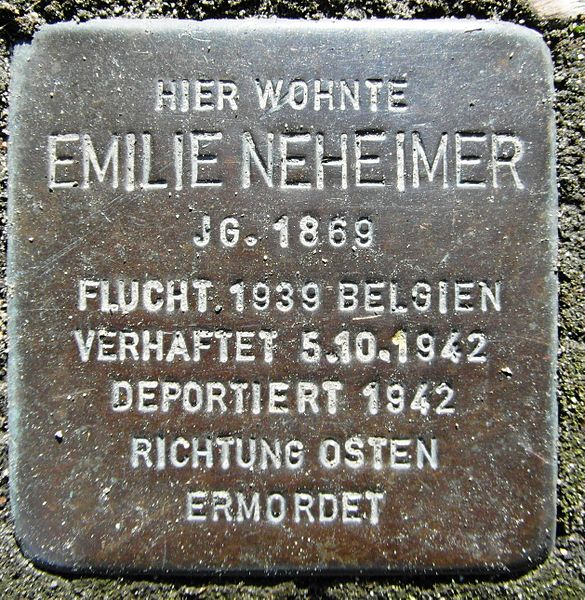 HIER WOHNTE
EMILIE NEHEIMER
JG. 1869
FLUCHT 1939 BELGIEN
VERHAFTET 5.10.1942
DEPORTIERT 1942
RICHTUNG OSTEN
ERMORDET